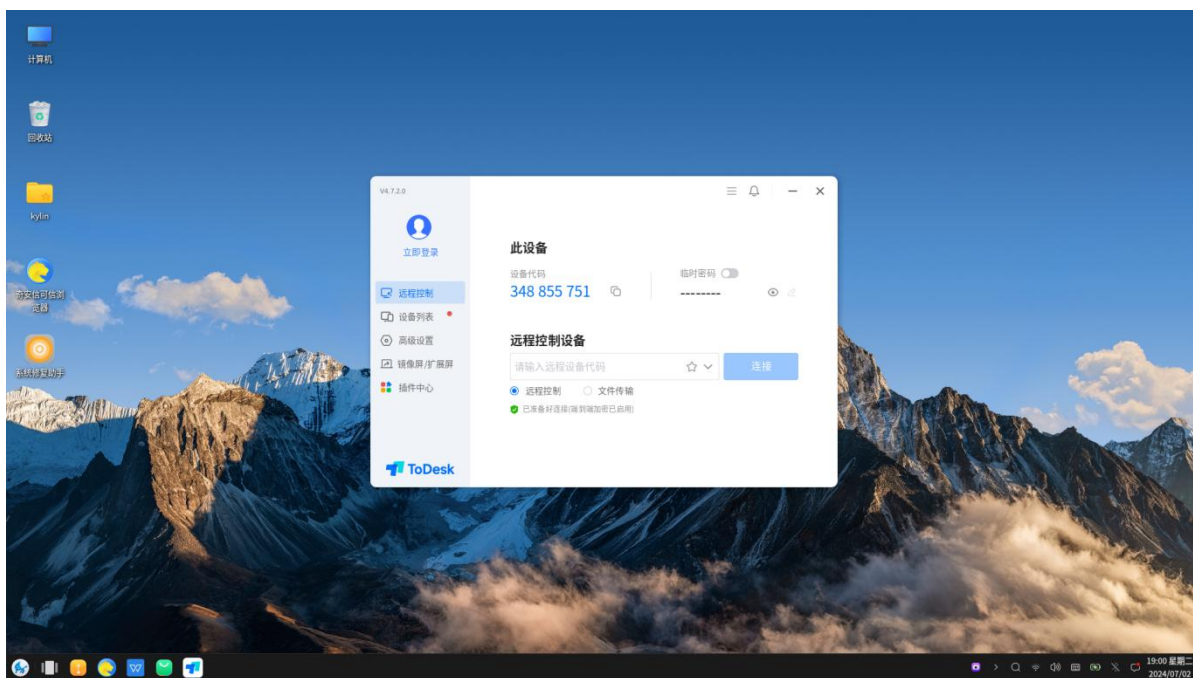 计算机
回收站
kylin
奇安信可信浏
览器
系统修复助手
V4.7.2.0
立即登录
远程控制
设备列表
高级设置
镜像屏/扩展屏
插件中心
ToDesk
此设备
设备代码
临时密码
348 855 751
--------
远程控制设备
请输入远程设备代码
连接
远程控制
文件传输
已准备好连接(端到端加密已启用)
19:00 星期二
2024/07/02